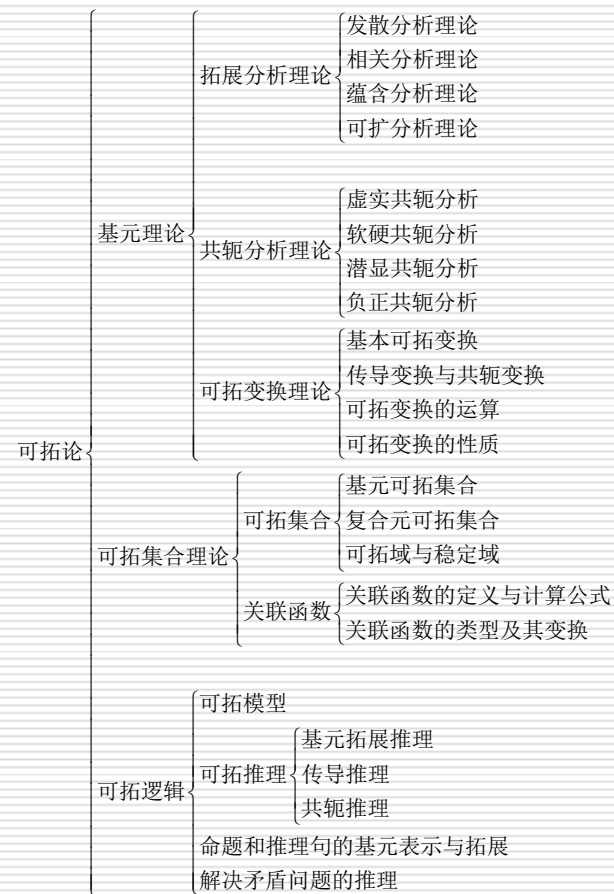 发散分析理论
相关分析理论
拓展分析理论
蕴含分析理论
可扩分析理论
虚实共轭分析
基元理论
软硬共轭分析
共轭分析理论
潜显共轭分析
负正共轭分析
基本可拓变换
传导变换与共轭变换
可拓变换理论
可拓变换的运算
可拓变换的性质
可拓论
基元可拓集合
可拓集合
复合元可拓集合
可拓域与稳定域
可拓集合理论
关联函数的定义与计算公式
关联函数
关联函数的类型及其变换
可拓模型
基元拓展推理
可拓推理
传导推理
可拓逻辑
共轭推理
命题和推理句的基元表示与拓展
解决矛盾问题的推理